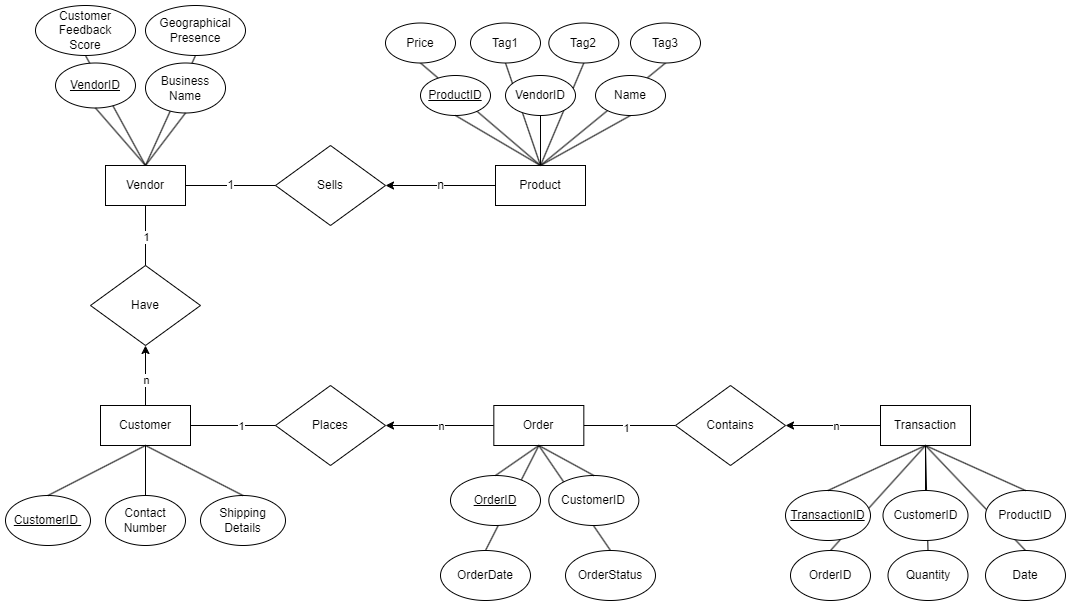 Customer
Feedback
Score
Geographical
Presence
Price
Tag1
Tag2
Tag3
VendorID
Business
Name
ProductID
VendorID
Name
Vendor
1
Sells
n
Product
1
Have
n
Customer
1
Places
n
Order
1
Contains
n
Transaction
CustomerID
Contact
Number
Shipping
Details
OrderID
CustomerID
TransactionID
CustomerID
ProductID
OrderDate
OrderStatus
OrderID
Quantity
Date